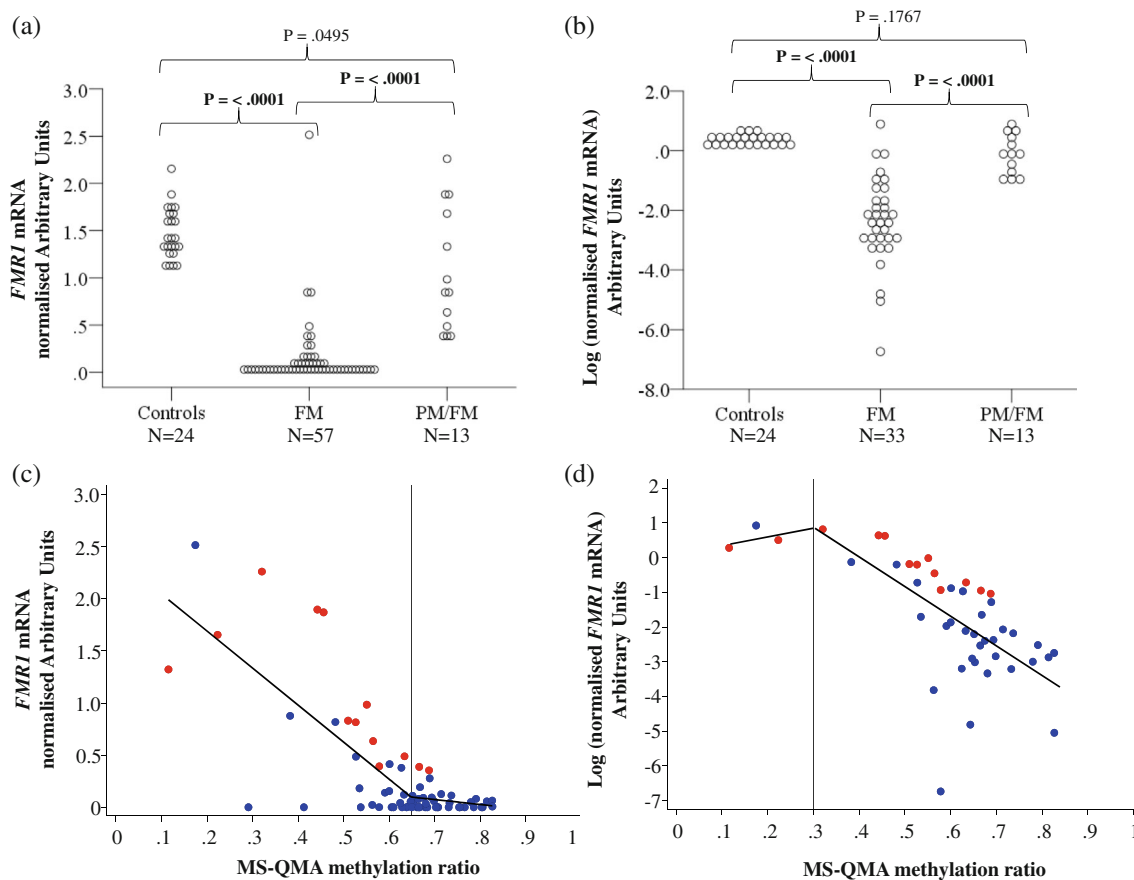 (a)
P = .0495
P = < .0001
P = < .0001
FMR1 mRNA
normalised Arbitrary Units
3.0
2.5
2.0
1.5
1.0
.5
.0
Controls
N=24
FM
N=57
PM/FM
N=13
(b)
P = .1767
P = < .0001
P = < .0001
Log (normalised FMR1 mRNA)
Arbitrary Units
2.0
.0
-2.0
-4.0
-6.0
-8.0
Controls
N=24
FM
N=33
PM/FM
N=13
(c)
FMR1 mRNA
normalised Arbitrary Units
3.0
2.5
2.0
1.5
1.0
0.5
0
0 .1 .2 .3 .4 .5 .6 .7 .8 .9 1
MS-QMA methylation ratio
(d)
Log (normalised FMR1 mRNA)
Arbitrary Units
2
1
0
-1
-2
-3
-4
-5
-6
-7
0 .1 .2 .3 .4 .5 .6 .7 .8 .9 1
MS-QMA methylation ratio